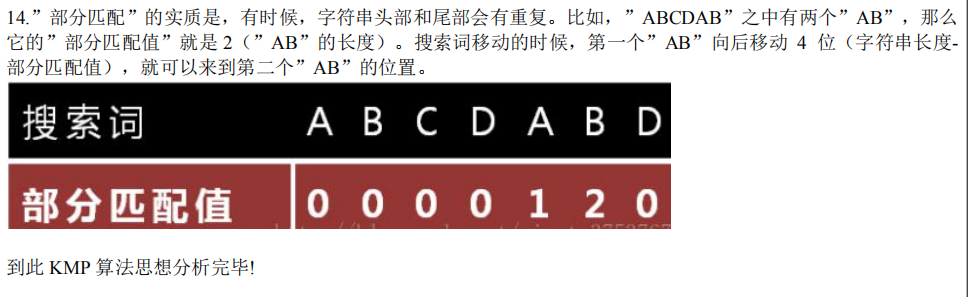 14.”部分匹配”的实质是，有时候，字符串头部和尾部会有重复。比如，”ABCDAB”之中有两个”AB”，那么
它的”部分匹配值”就是 2（”AB”的长度）。搜索词移动的时候，第一个”AB”向后移动 4 位（字符串长度-
部分匹配值），就可以来到第二个”AB”的位置。
搜索词 A B C D A B D
部分匹配值 0 0 0 0 1 2 0
到此 KMP 算法思想分析完毕!